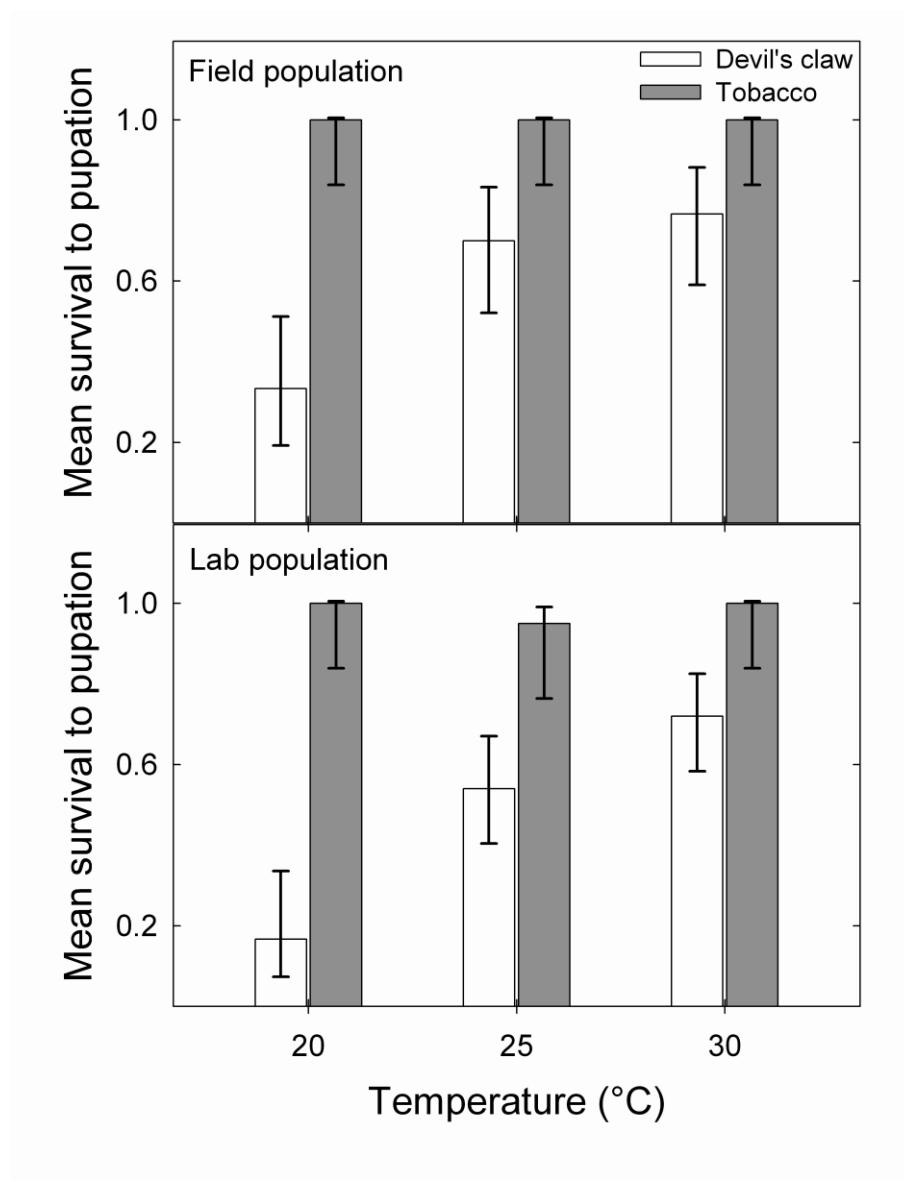 Field population
Devil's claw
Tobacco
Mean survival to pupation
1.0
0.6
0.2
Lab population
Mean survival to pupation
1.0
0.6
0.2
20
25
30
Temperature (°C)